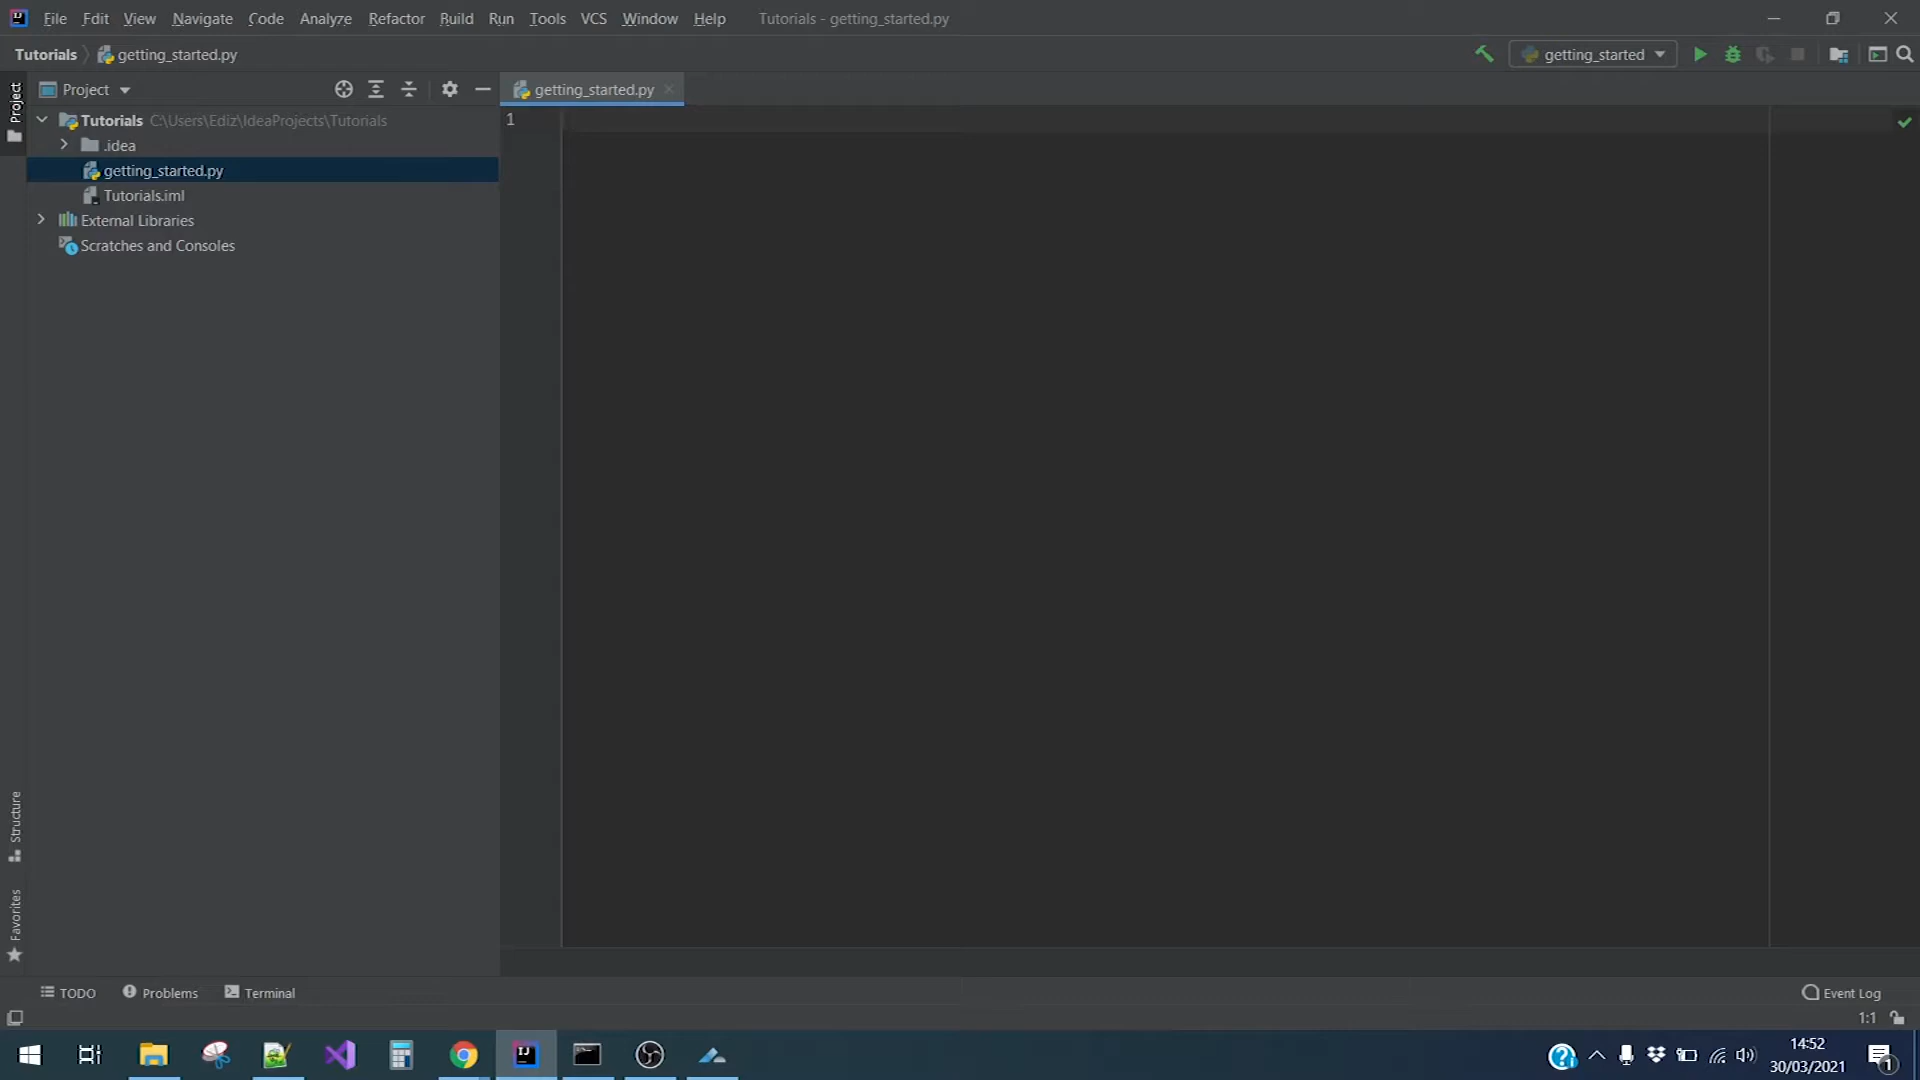 File Edit View Navigate Code Analyze Refactor Build Run Tools VCS Window Help Tutorials - getting_started.py
Tutorials getting_started.py getting_started
Project
Project
getting_started.py
Tutorials C:\Users\Ediz\IdeaProjects\Tutorials
1
.idea
getting_started.py
Tutorials.iml
External Libraries
Scratches and Consoles
Structure
Favorites
TODO Problems Terminal Event Log
1:1
14:52
30/03/2021
1